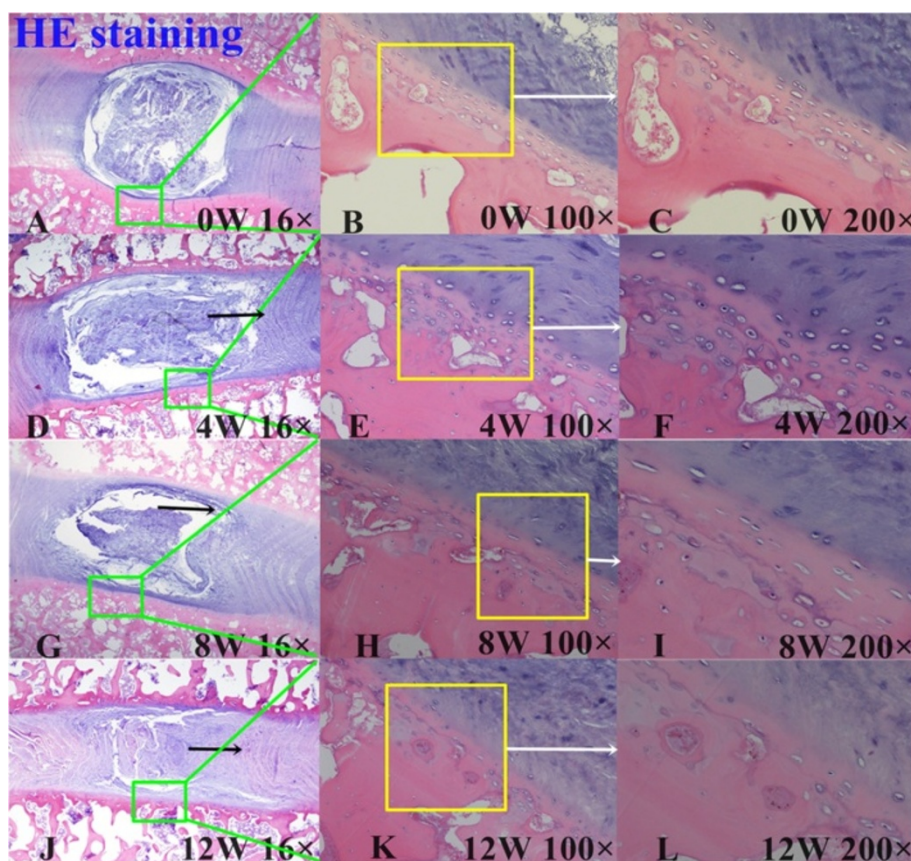 HE staining
A 0W 16×
B 0W 100×
C 0W 200×
D 4W 16×
E 4W 100×
F 4W 200×
G 8W 16×
H 8W 100×
I 8W 200×
J 12W 16×
K 12W 100×
L 12W 200×